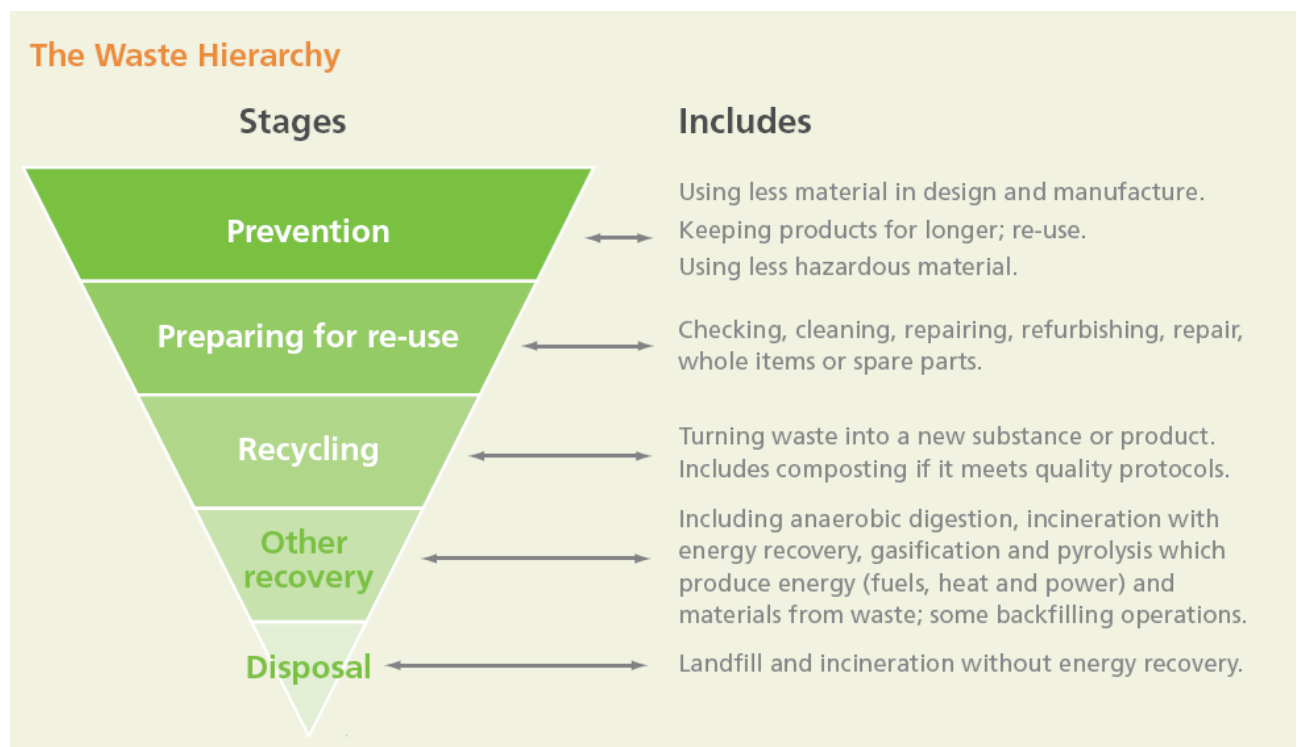 The Waste Hierarchy
Stages
Includes
Prevention
Using less material in design and manufacture.
Keeping products for longer; re-use.
Using less hazardous material.
Preparing for re-use
Checking, cleaning, repairing, refurbishing, repair,
whole items or spare parts.
Recycling
Turning waste into a new substance or product.
Includes composting if it meets quality protocols.
Other
recovery
Including anaerobic digestion, incineration with
energy recovery, gasification and pyrolysis which
produce energy (fuels, heat and power) and
materials from waste; some backfilling operations.
Disposal
Landfill and incineration without energy recovery.